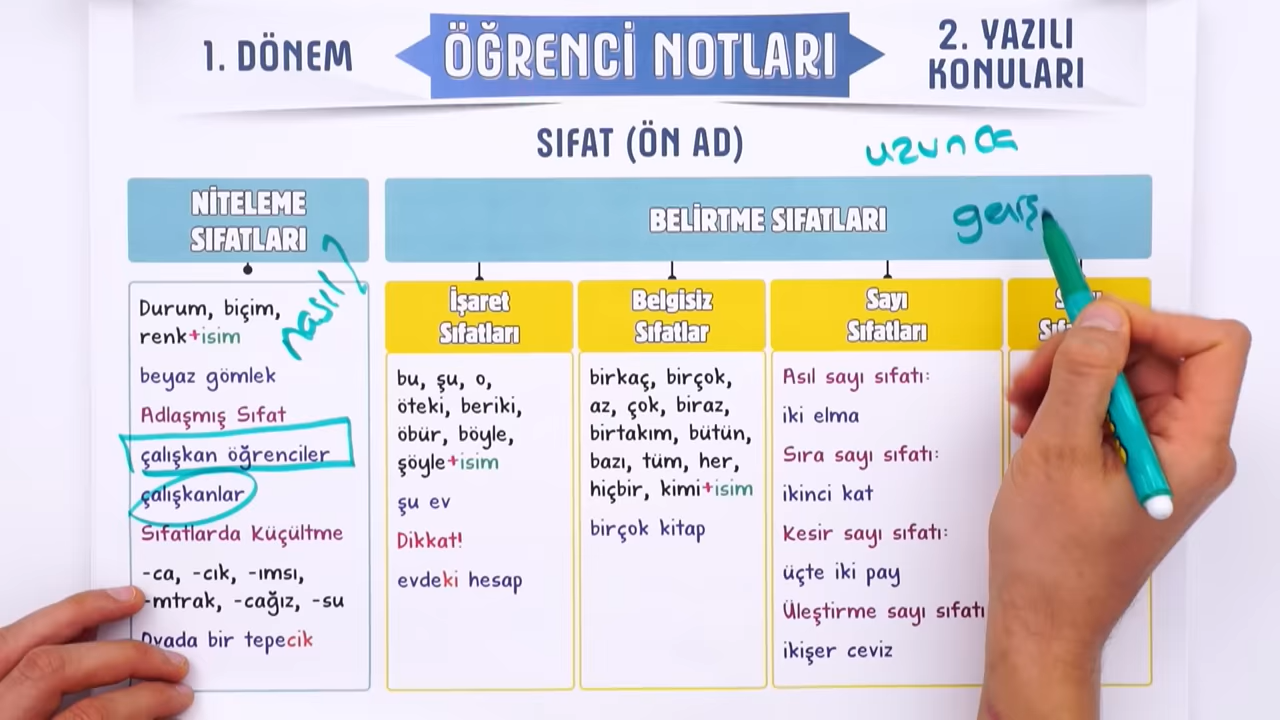 1. DÖNEM
ÖĞRENCİ NOTLARI
2. YAZILI
KONULARI
SIFAT (ÖN AD)
uzunca
NİTELEME
SIFATLARI
nasıl?
BELİRTME SIFATLARI
geniş
Durum, biçim,
renk+isim
beyaz gömlek
Adlaşmış Sıfat
çalışkan öğrenciler
çalışkanlar
Sıfatlarda Küçültme
-ca, -cık, -ımsı,
-mtrak, -cağız, -su
Ovada bir tepecik
İşaret
Sıfatları
bu, şu, o,
öteki, beriki,
öbür, böyle,
şöyle+isim
şu ev
Dikkat!
evdeki hesap
Belgisiz
Sıfatlar
birkaç, birçok,
az, çok, biraz,
birtakım, bütün,
bazı, tüm, her,
hiçbir, kimi+isim
birçok kitap
Sayı
Sıfatları
Asıl sayı sıfatı:
iki elma
Sıra sayı sıfatı:
ikinci kat
Kesir sayı sıfatı:
üçte iki pay
Üleştirme sayı sıfatı
ikişer ceviz